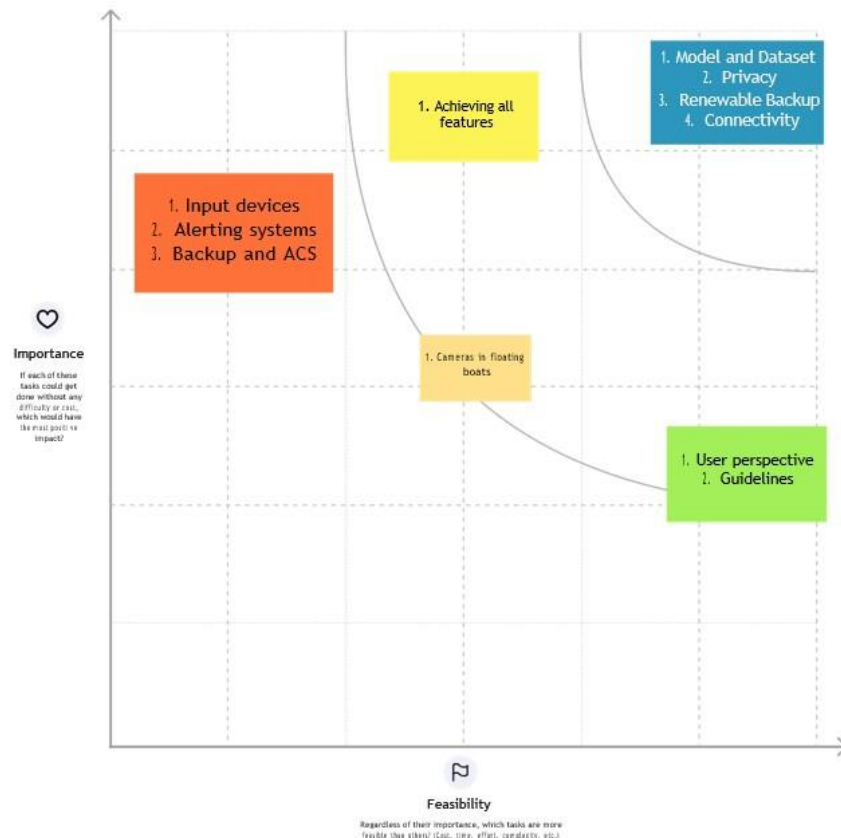 1. Model and Dataset
2. Privacy
3. Renewable Backup
4. Connectivity
1. Achieving all
features
1. Input devices
2. Alerting systems
3. Backup and ACS
1. Cameras in floating
boats
Importance
If each of these
tasks could get
done without any
difficulty or cost,
which would have
the most positive
impact?
1. User perspective
2. Guidelines
Feasibility
Regardless of their importance, which tasks are more
feasible than others? (Cost, time, effort, complexity, etc.)